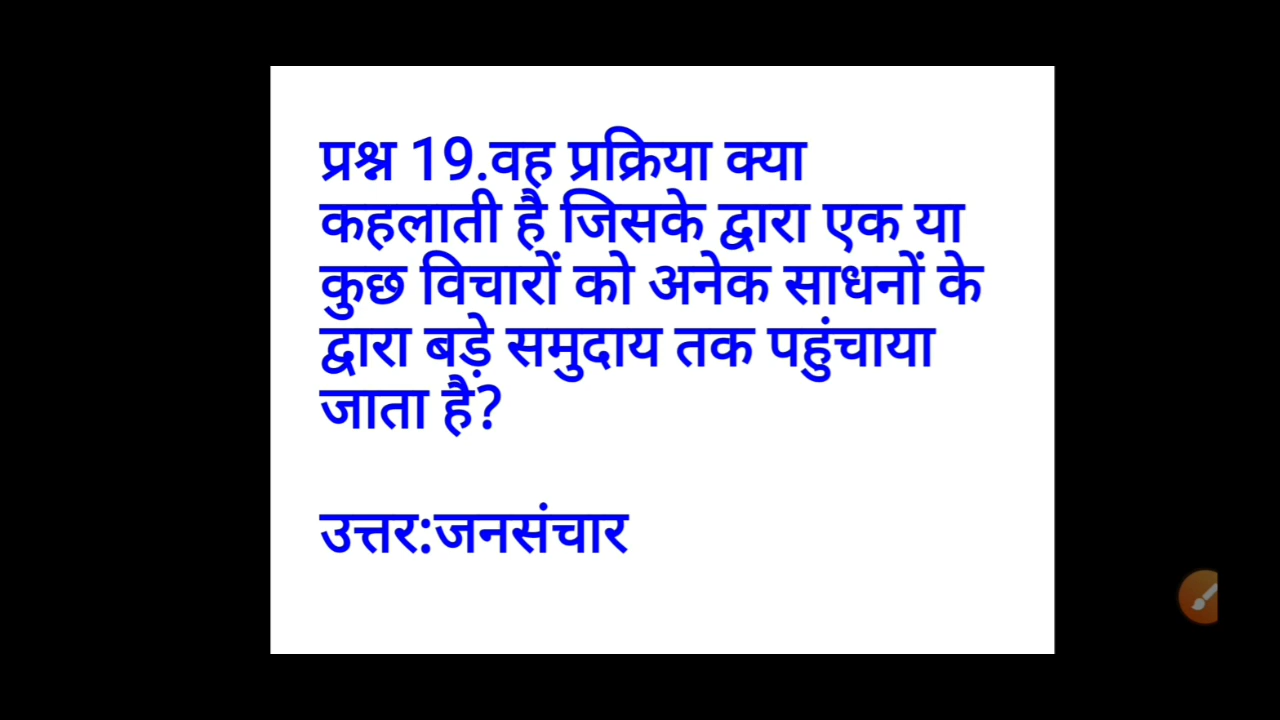 प्रश्न 19.वह प्रक्रिया क्या
कहलाती है जिसके द्वारा एक या
कुछ विचारों को अनेक साधनों के
द्वारा बड़े समुदाय तक पहुंचाया
जाता है?
उत्तर:जनसंचार